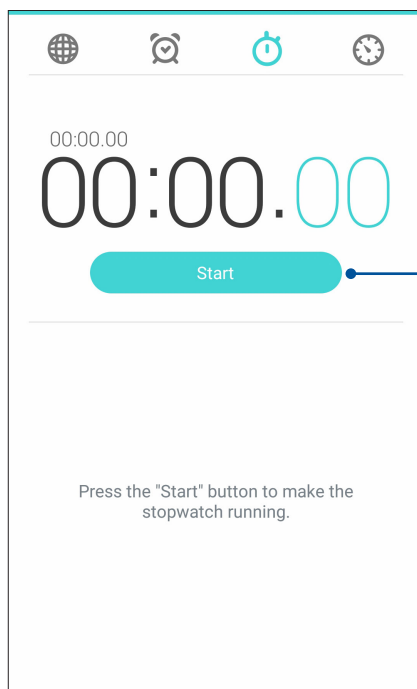 00:00.00
00:00.00
Start
Press the "Start" button to make the
stopwatch running.